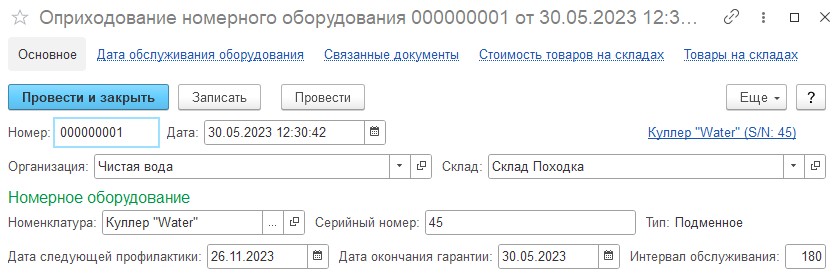 Оприходование номерного оборудования 000000001 от 30.05.2023 12:3...
Основное Дата обслуживания оборудования Связанные документы Стоимость товаров на складах Товары на складах
Провести и закрыть Записать Провести Еще ?
Номер: 000000001 Дата: 30.05.2023 12:30:42 Куллер "Water" (S/N: 45)
Организация: Чистая вода Склад: Склад Походка
Номерное оборудование
Номенклатура: Куллер "Water" ... Серийный номер: 45 Тип: Подменное
Дата следующей профилактики: 26.11.2023 Дата окончания гарантии: 30.05.2023 Интервал обслуживания: 180